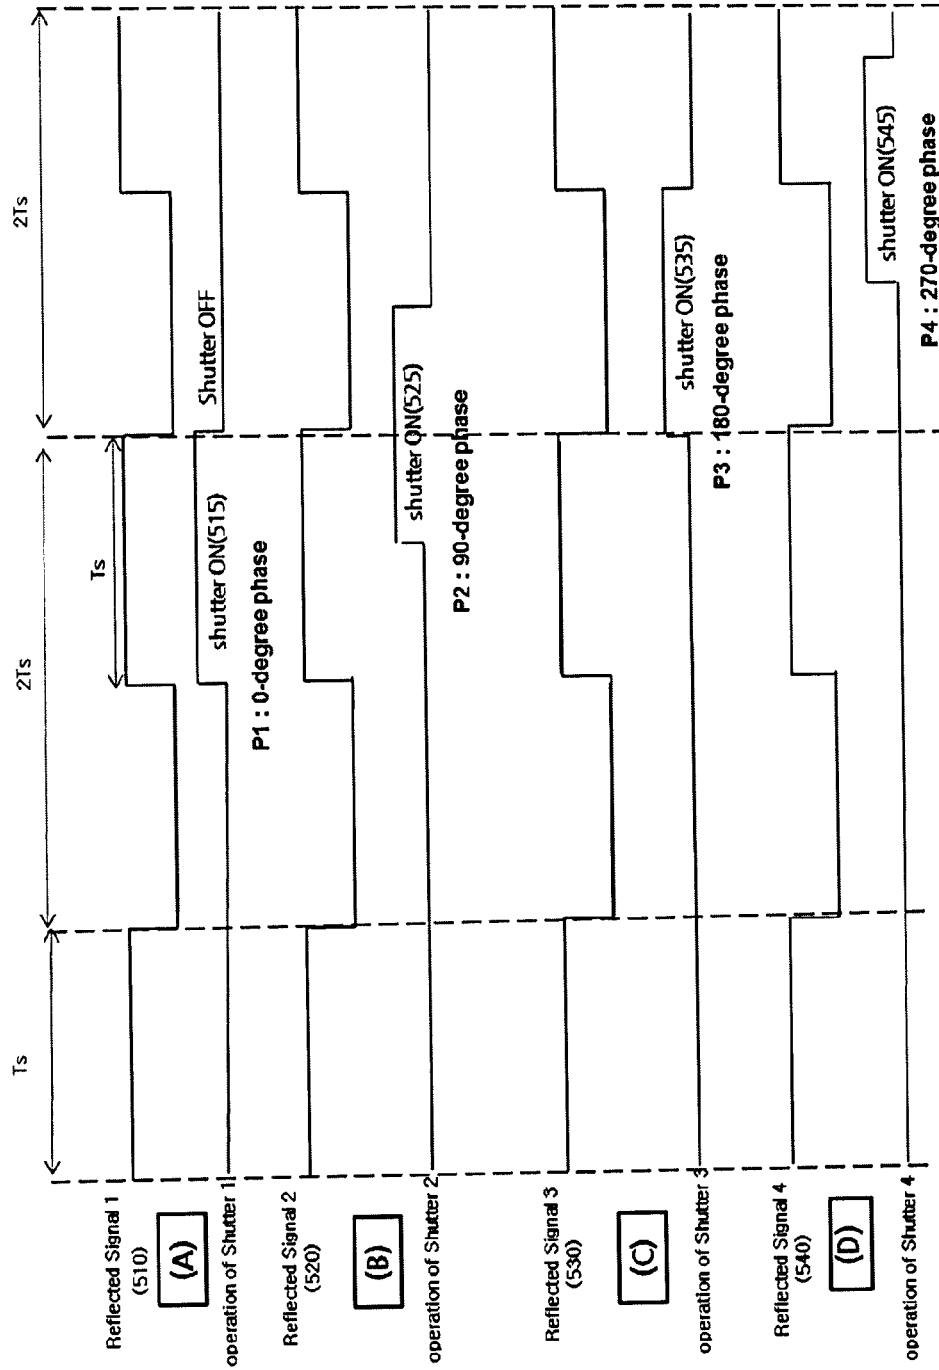 Ts
2Ts
2Ts
Ts
Reflected Signal 1
(510)
(A)
operation of Shutter 1
shutter ON(515)
Shutter OFF
P1 : 0-degree phase
Reflected Signal 2
(520)
(B)
operation of Shutter 2
shutter ON(525)
P2 : 90-degree phase
Reflected Signal 3
(530)
(C)
operation of Shutter 3
shutter ON(535)
P3 : 180-degree phase
Reflected Signal 4
(540)
(D)
operation of Shutter 4
shutter ON(545)
P4 : 270-degree phase